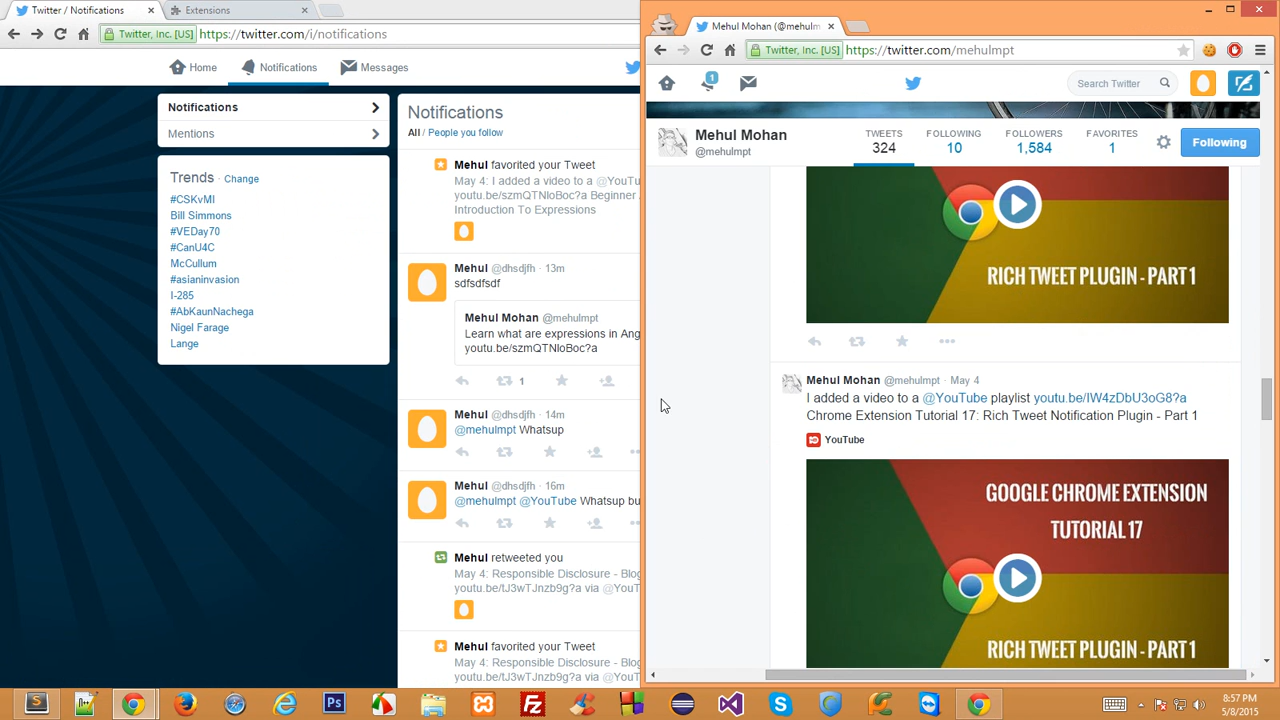 Twitter / Notifications
Extensions
Twitter, Inc. [US]
https://twitter.com/i/notifications
Home
Notifications
Messages
Notifications
Mentions
Trends · Change
#CSKvMI
Bill Simmons
#VEDay70
#CanU4C
McCullum
#asianinvasion
I-285
#AbKaunNachega
Nigel Farage
Lange
Notifications
All / People you follow
Mehul favorited your Tweet
May 4: I added a video to a @YouTu
youtu.be/szmQTNloBoc?a Beginner
Introduction To Expressions
Mehul @dhsdjfh · 13m
sdfsdfsdf
Mehul Mohan @mehulmpt
Learn what are expressions in Ang
youtu.be/szmQTNloBoc?a
1
Mehul @dhsdjfh · 14m
@mehulmpt Whatsup
Mehul @dhsdjfh · 16m
@mehulmpt @YouTube Whatsup bu
Mehul retweeted you
May 4: Responsible Disclosure - Blog
youtu.be/tJ3wTJnzb9g?a via @YouT
Mehul favorited your Tweet
May 4: Responsible Disclosure - Blog
youtu.be/tJ3wTJnzb9g?a via @YouT
Mehul Mohan (@mehulm
Twitter, Inc. [US]
https://twitter.com/mehulmpt
1
Search Twitter
Mehul Mohan
@mehulmpt
TWEETS
324
FOLLOWING
10
FOLLOWERS
1,584
FAVORITES
1
Following
RICH TWEET PLUGIN - PART 1
Mehul Mohan @mehulmpt · May 4
I added a video to a @YouTube playlist youtu.be/IW4zDbU3oG8?a
Chrome Extension Tutorial 17: Rich Tweet Notification Plugin - Part 1
YouTube
GOOGLE CHROME EXTENSION
TUTORIAL 17
RICH TWEET PLUGIN - PART 1
Ps
Fz
8:57 PM
5/8/2015